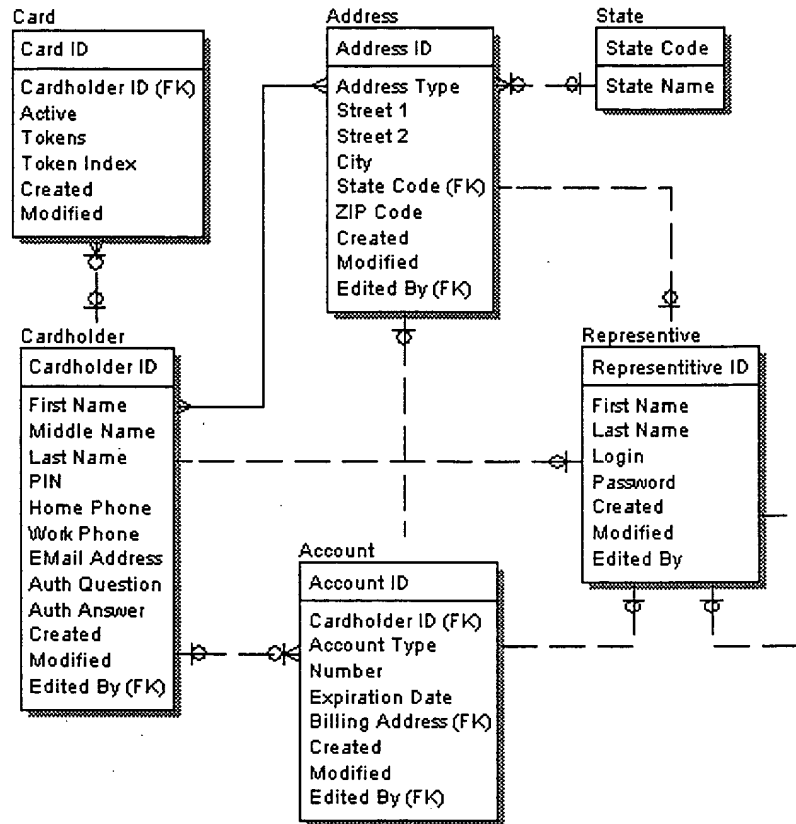 Card
Card ID
Cardholder ID (FK)
Active
Tokens
Token Index
Created
Modified
Address
Address ID
Address Type
Street 1
Street 2
City
State Code (FK)
ZIP Code
Created
Modified
Edited By (FK)
State
State Code
State Name
Cardholder
Cardholder ID
First Name
Middle Name
Last Name
PIN
Home Phone
Work Phone
EMail Address
Auth Question
Auth Answer
Created
Modified
Edited By (FK)
Representive
Representitive ID
First Name
Last Name
Login
Password
Created
Modified
Edited By
Account
Account ID
Cardholder ID (FK)
Account Type
Number
Expiration Date
Billing Address (FK)
Created
Modified
Edited By (FK)